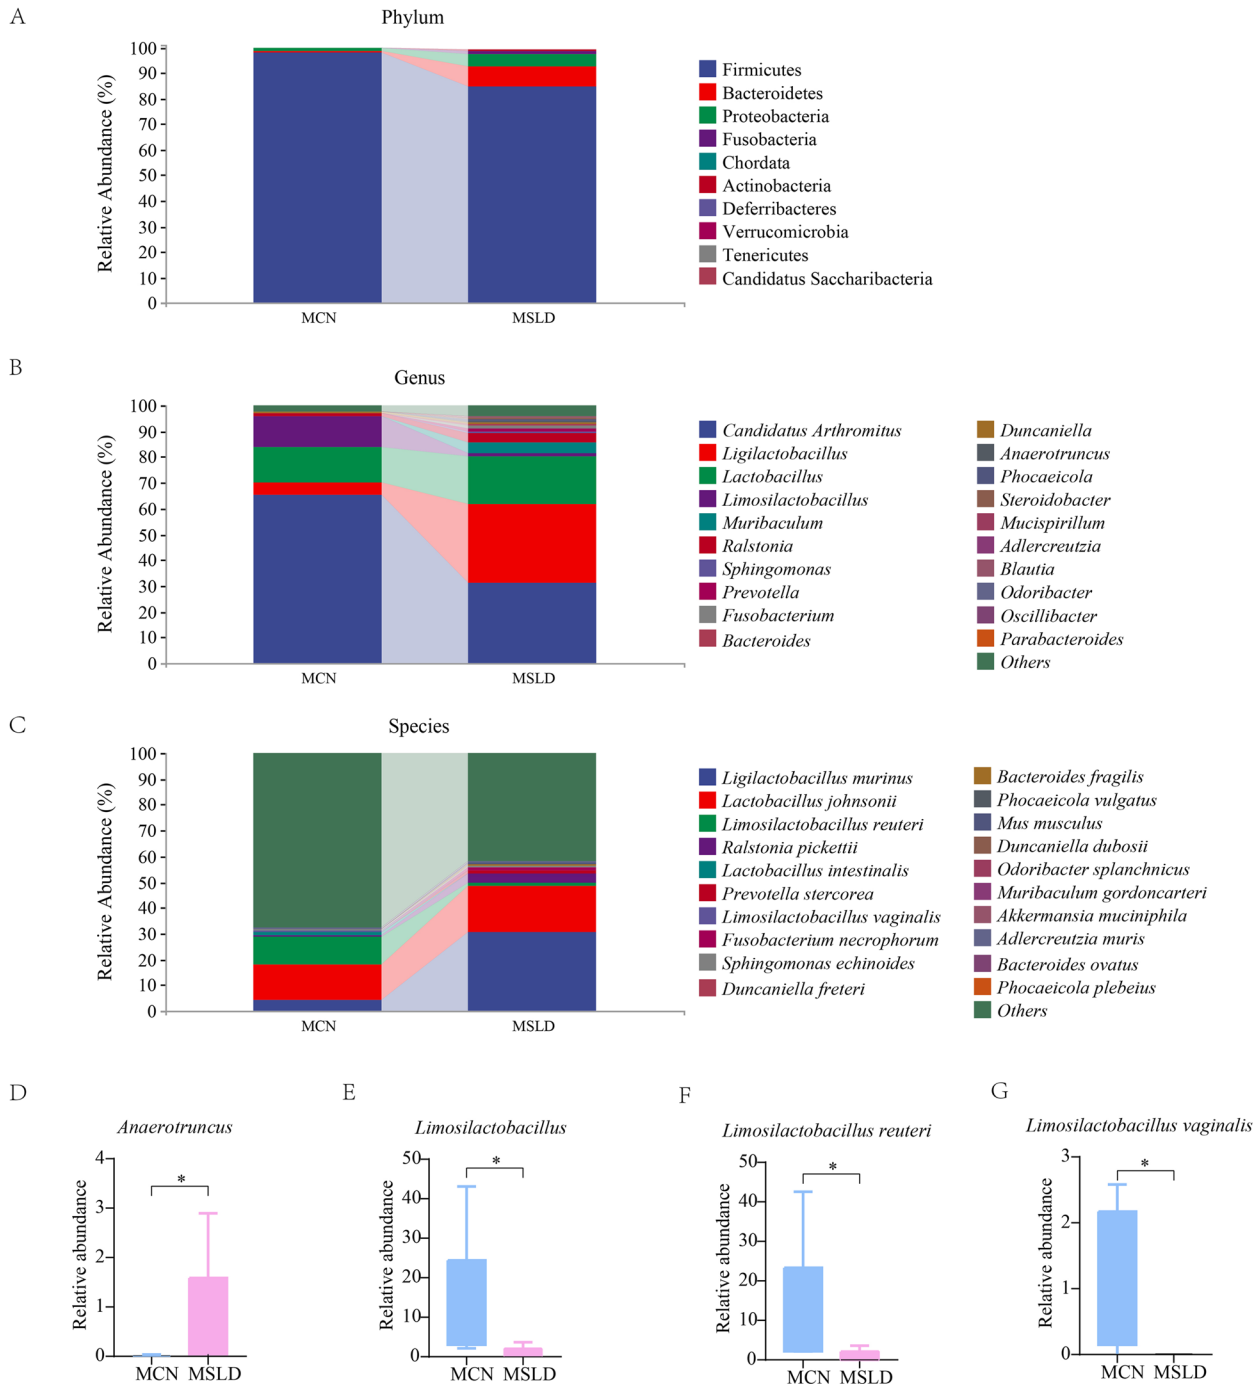 A
Phylum
Relative Abundance (%)
100
90
80
70
60
50
40
30
20
10
0
MCN
MSLD
Firmicutes
Bacteroidetes
Proteobacteria
Fusobacteria
Chordata
Actinobacteria
Deferribacteres
Verrucomicrobia
Tenericutes
Candidatus Saccharibacteria
B
Genus
Relative Abundance (%)
100
90
80
70
60
50
40
30
20
10
0
MCN
MSLD
Candidatus Arthromitus
Ligilactobacillus
Lactobacillus
Limosilactobacillus
Muribaculum
Ralstonia
Sphingomonas
Prevotella
Fusobacterium
Bacteroides
Duncaniella
Anaerotruncus
Phocaeicola
Steroidobacter
Mucispirillum
Adlercreutzia
Blautia
Odoribacter
Oscillibacter
Parabacteroides
Others
C
Species
Relative Abundance (%)
100
90
80
70
60
50
40
30
20
10
0
MCN
MSLD
Ligilactobacillus murinus
Lactobacillus johnsonii
Limosilactobacillus reuteri
Ralstonia pickettii
Lactobacillus intestinalis
Prevotella stercorea
Limosilactobacillus vaginalis
Fusobacterium necrophorum
Sphingomonas echinoides
Duncaniella freteri
Bacteroides fragilis
Phocaeicola vulgatus
Mus musculus
Duncaniella dubosii
Odoribacter splanchnicus
Muribaculum gordoncarteri
Akkermansia muciniphila
Adlercreutzia muris
Bacteroides ovatus
Phocaeicola plebeius
Others
D
Anaerotruncus
Relative abundance
4
3
2
1
0
*
MCN MSLD
E
Limosilactobacillus
Relative abundance
50
40
30
20
10
0
*
MCN MSLD
F
Limosilactobacillus reuteri
Relative abundance
50
40
30
20
10
0
*
MCN MSLD
G
Limosilactobacillus vaginalis
Relative abundance
3
2
1
0
*
MCN MSLD